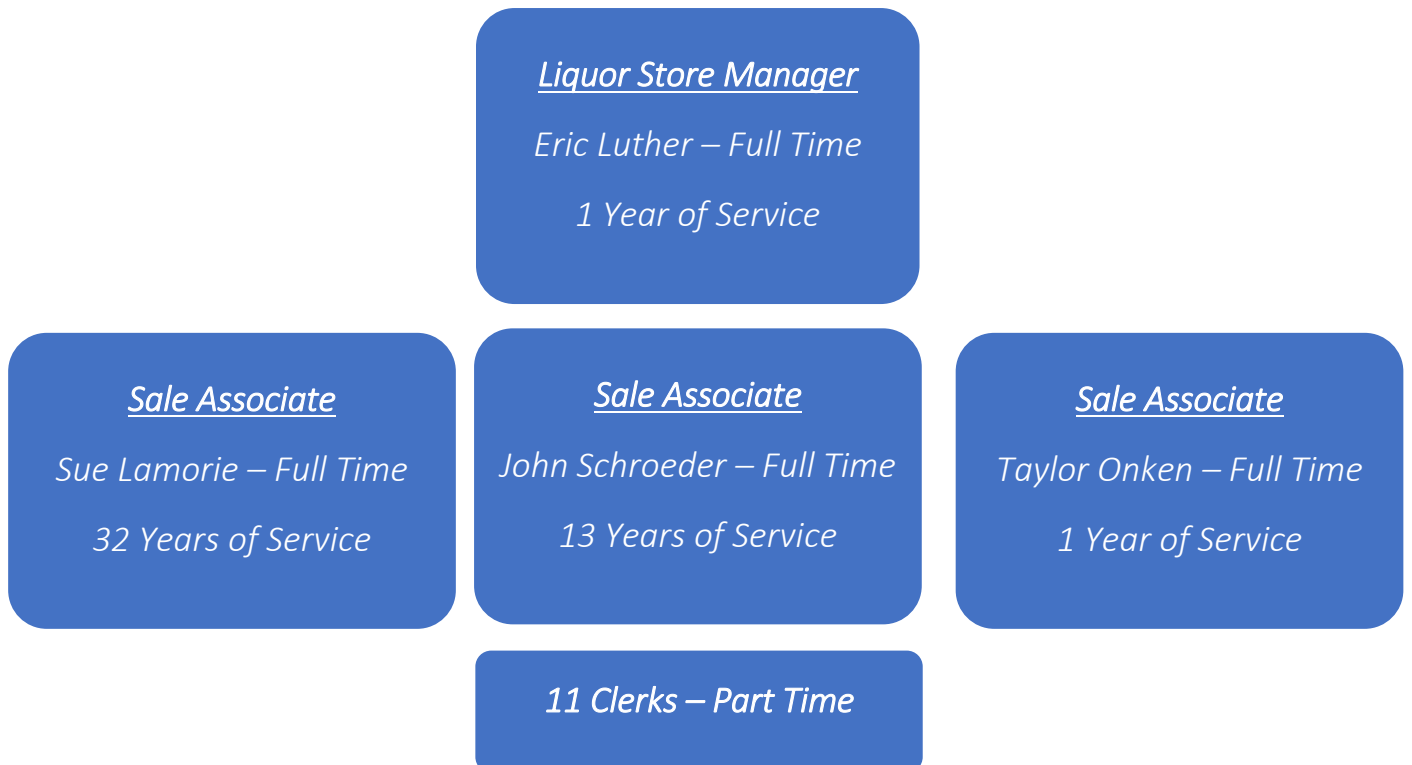 Liquor Store Manager
Eric Luther – Full Time
1 Year of Service
Sale Associate
Sue Lamorie – Full Time
32 Years of Service
Sale Associate
John Schroeder – Full Time
13 Years of Service
Sale Associate
Taylor Onken – Full Time
1 Year of Service
11 Clerks – Part Time